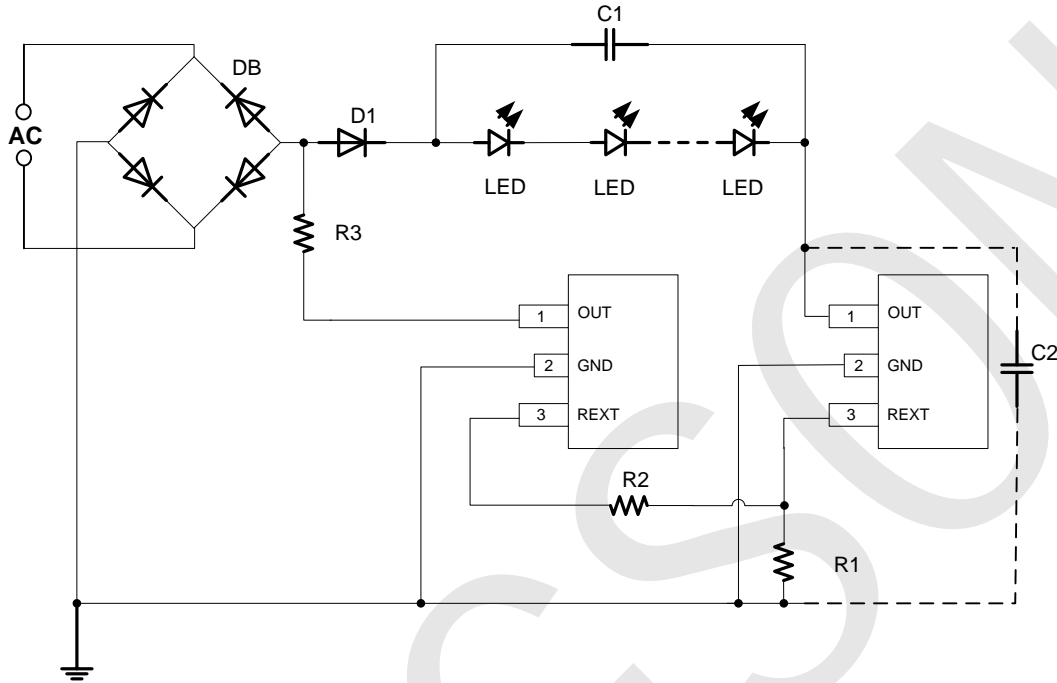 C1
DB
D1
AC
LED
LED
LED
R3
1 OUT
2 GND
3 REXT
1 OUT
2 GND
3 REXT
C2
R2
R1